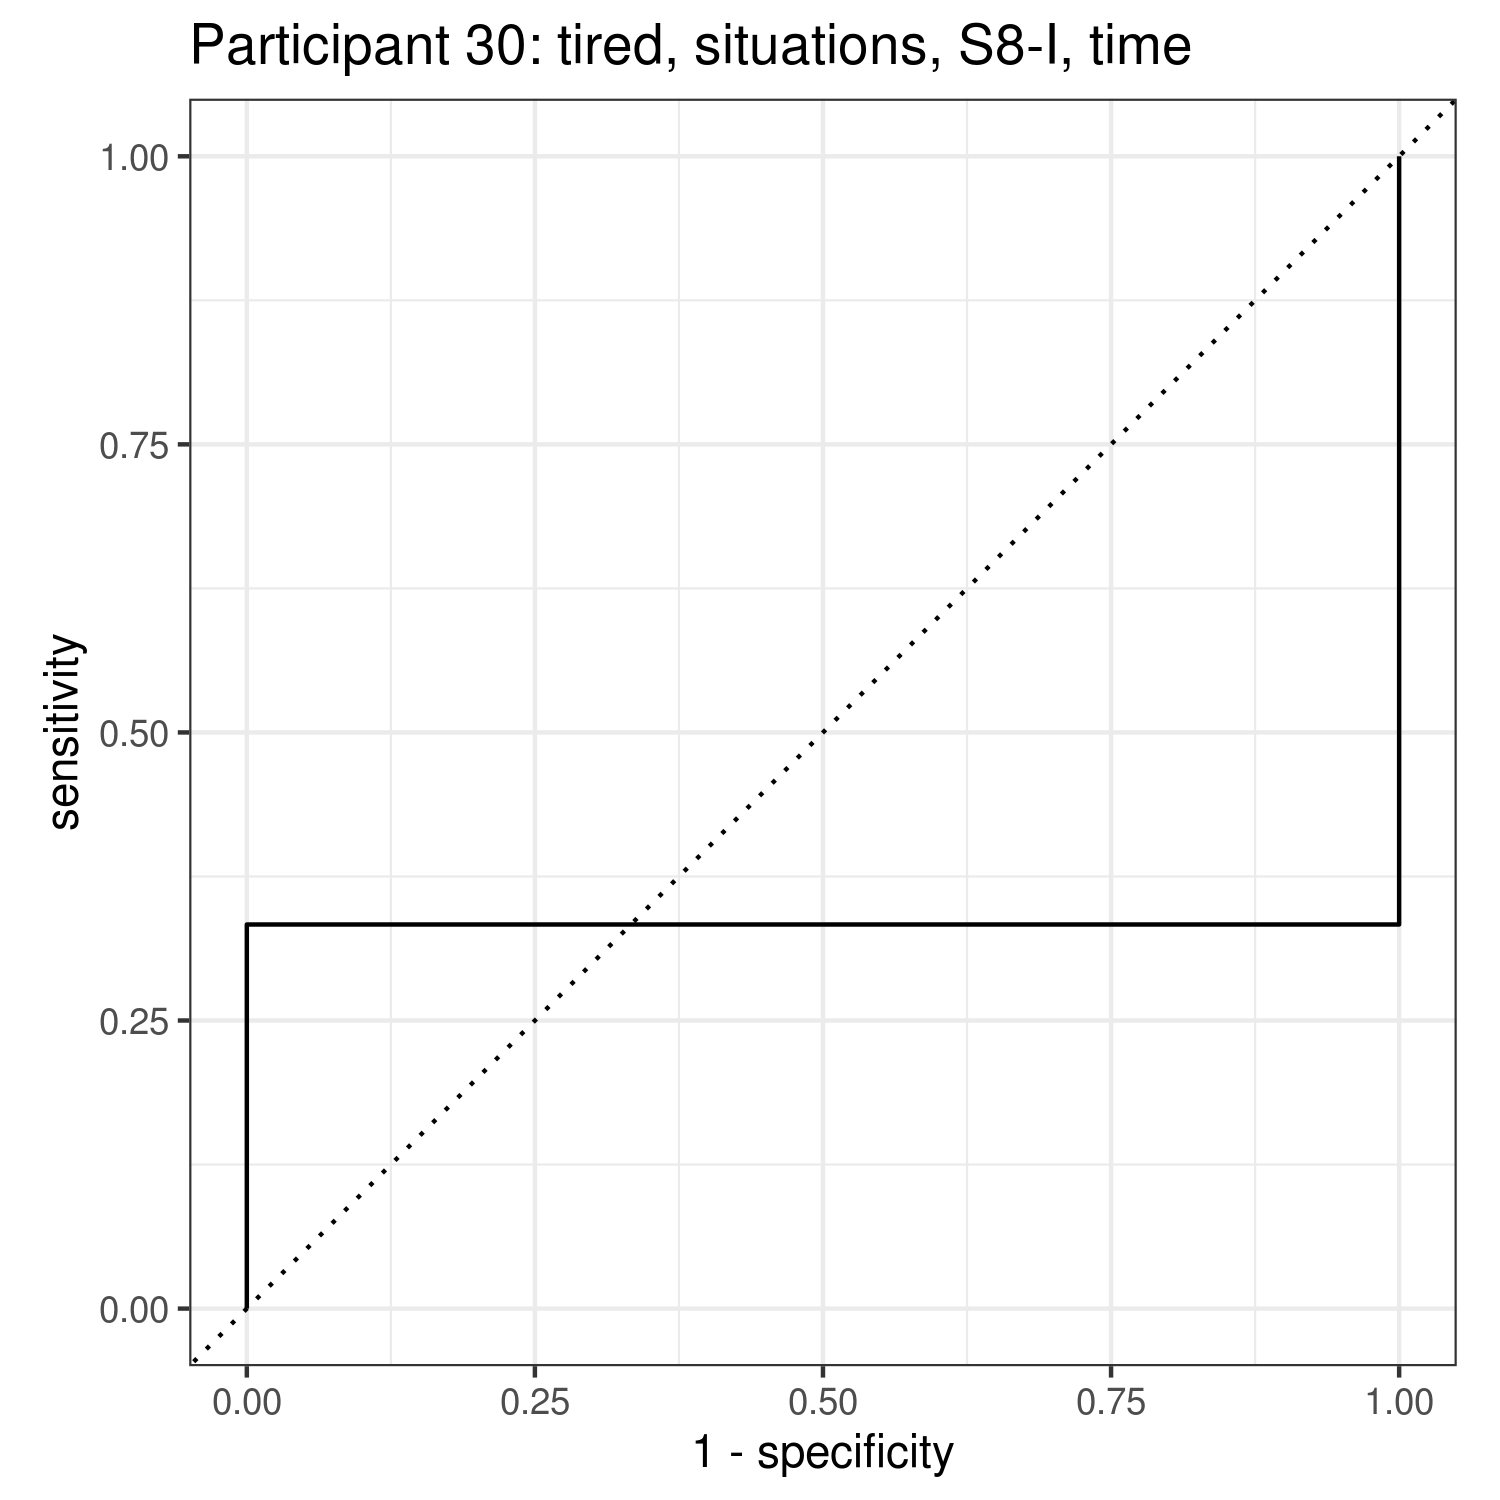 Participant 30: tired, situations, S8-I, time
1.00
0.75
0.50
0.25
0.00
sensitivity
0.00 0.25 0.50 0.75 1.00
1 - specificity